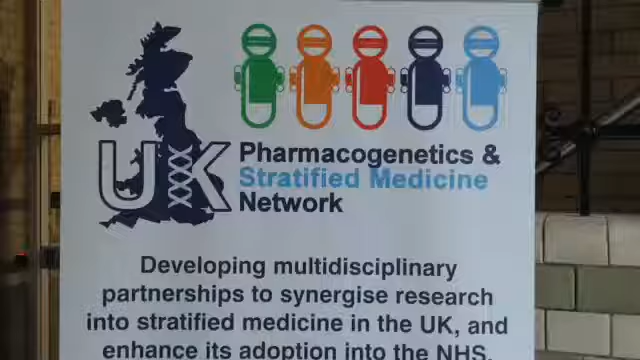 UK
Pharmacogenetics &
Stratified Medicine
Network
Developing multidisciplinary
partnerships to synergise research
into stratified medicine in the UK, and
enhance its adoption into the NHS.